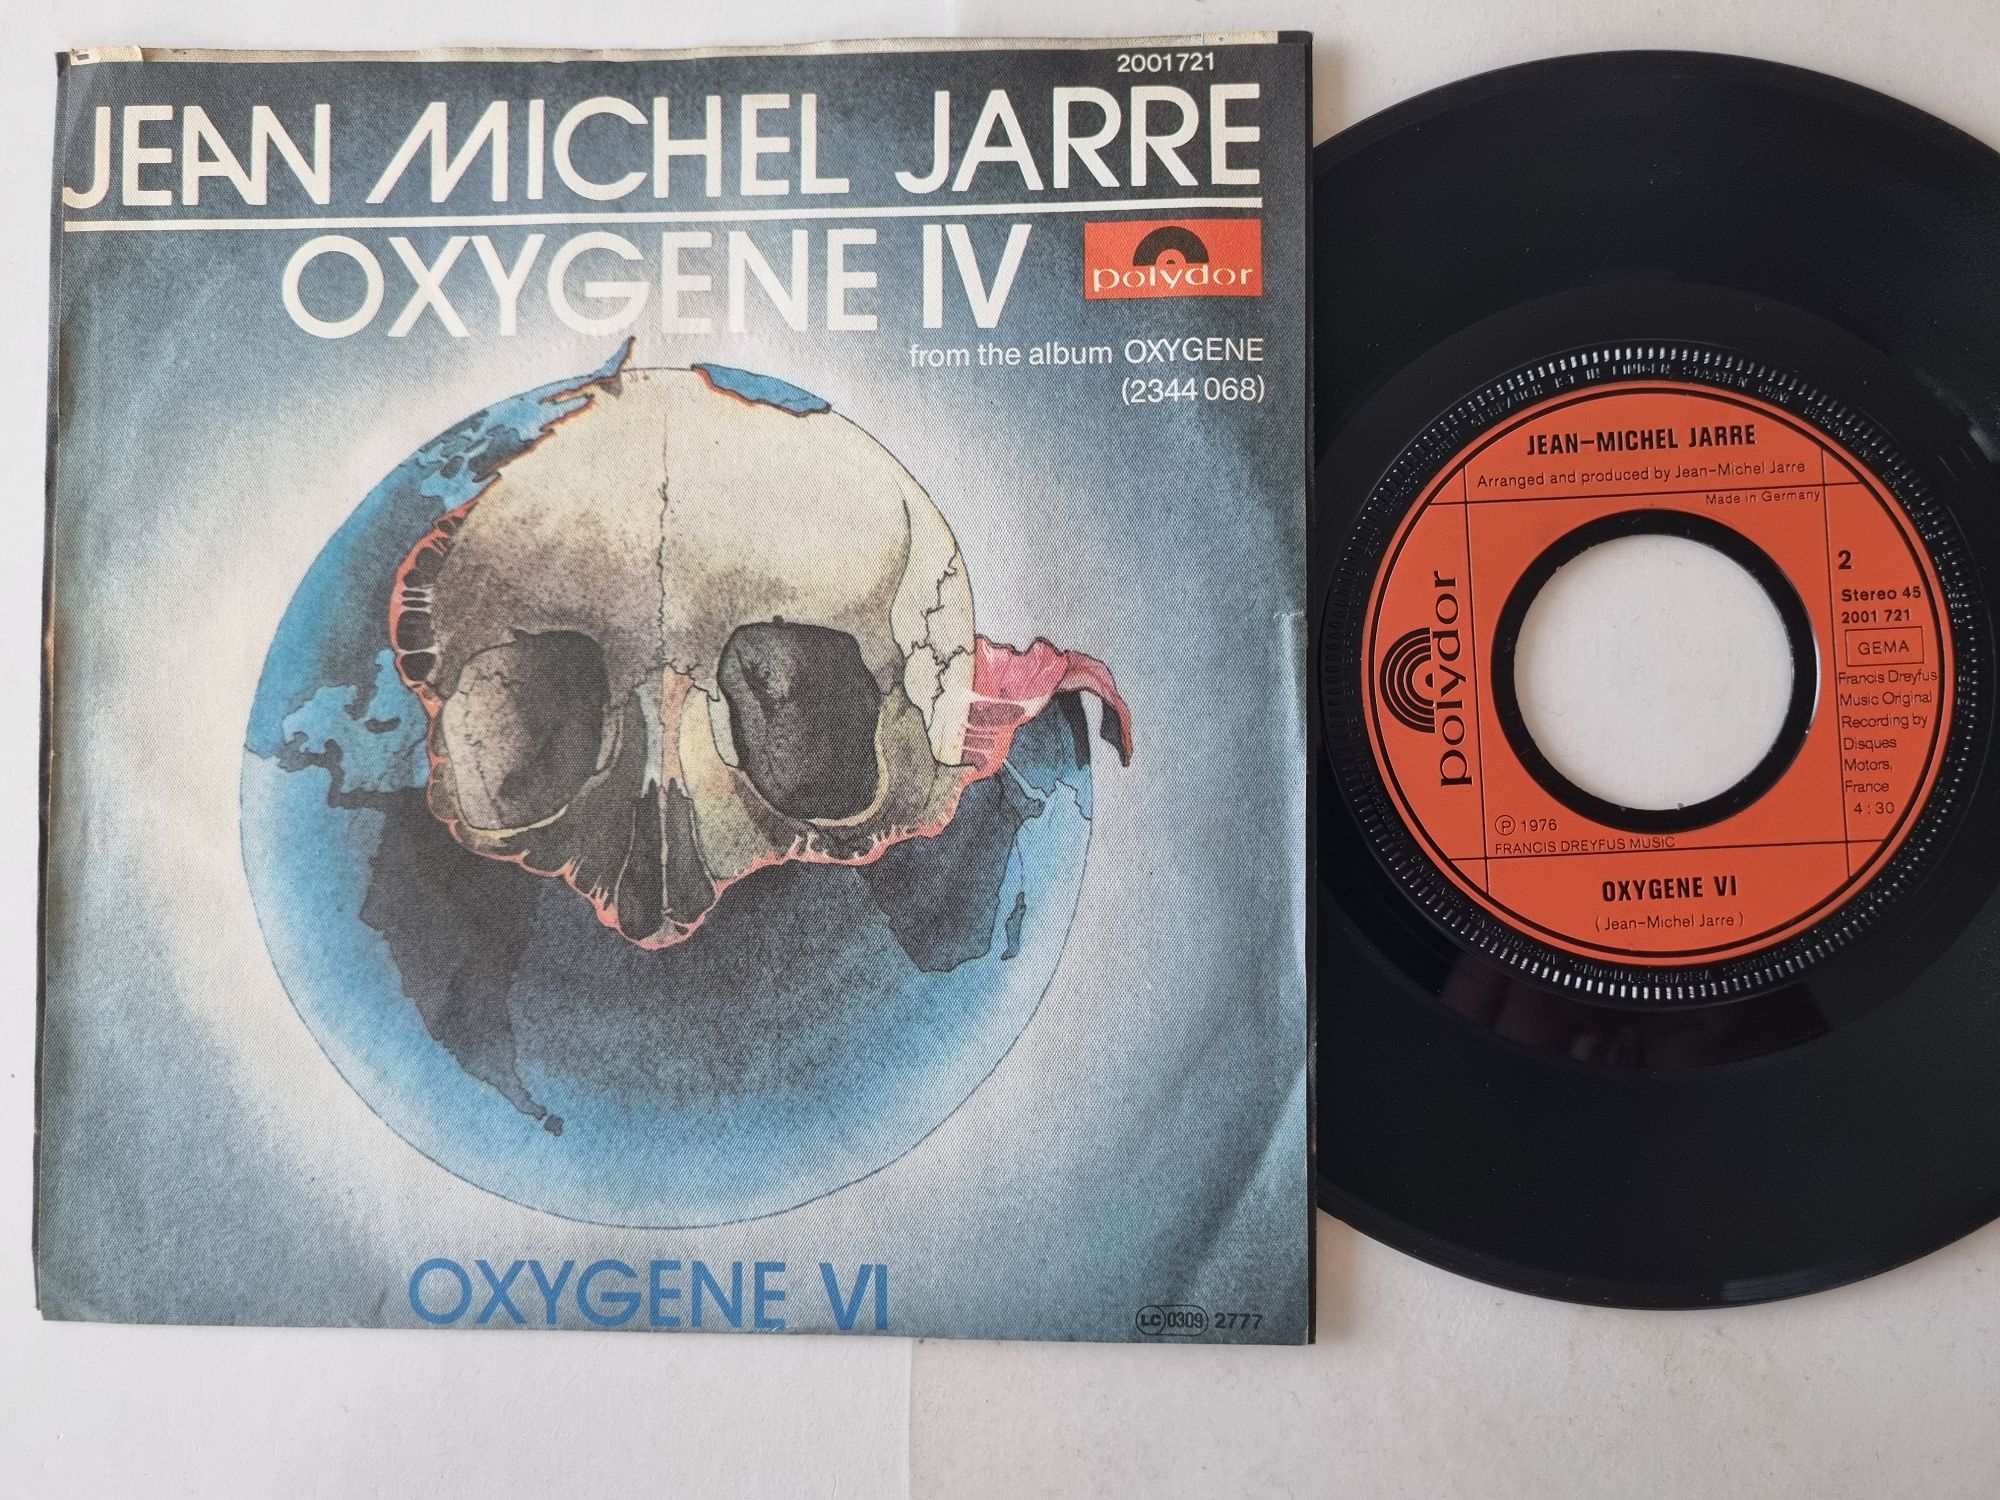 2001721
JEAN MICHEL JARRE
OXYGENE IV
polydor
from the album OXYGENE
(2344 068)
OXYGENE VI
LC 0309 2777
JEAN-MICHEL JARRE
Arranged and produced by Jean-Michel Jarre
Made in Germany
polydor
2
Stereo 45
2001 721
GEMA
Francis Dreyfus
Music Original
Recording by
Disques
Motors,
France
4:30
Ⓟ 1976
FRANCIS DREYFUS MUSIC
OXYGENE VI
(Jean-Michel Jarre)